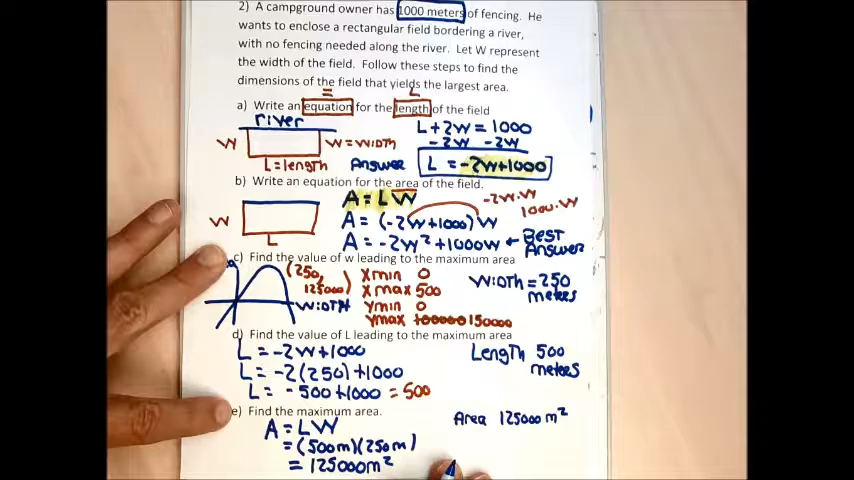 2) A campground owner has 1000 meters of fencing. He
wants to enclose a rectangular field bordering a river,
with no fencing needed along the river. Let W represent
the width of the field. Follow these steps to find the
dimensions of the field that yields the largest area.
= L
a) Write an equation for the length of the field
river
W W = WIDTH
L = length
L + 2W = 1000
-2W -2W
Answer L = -2W+1000
b) Write an equation for the area of the field.
A = LW
-2W·W
1000·W
W
L
A = (-2W+1000)W
A = -2W² + 1000W ← BEST
Answer
c) Find the value of w leading to the maximum area
(250,
125000)
WIDTH
Xmin 0
Xmax 500
Ymin 0
Ymax 100000 150000
WIDTH = 250
meters
d) Find the value of L leading to the maximum area
L = -2W+1000
L = -2(250) +1000
L = -500 +1000 = 500
Length 500
meters
e) Find the maximum area.
A = LW
= (500m)(250m)
= 125000m²
Area 125000 m²